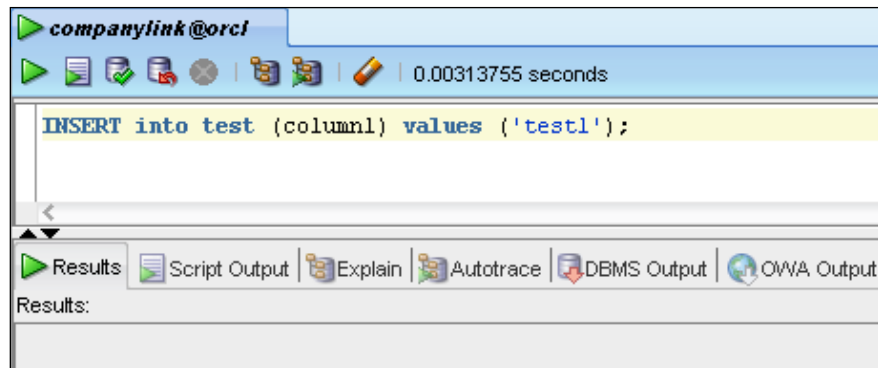 companylink@orcl
0.00313755 seconds
INSERT into test (column1) values ('test1');
Results Script Output Explain Autotrace DBMS Output OWA Output
Results: